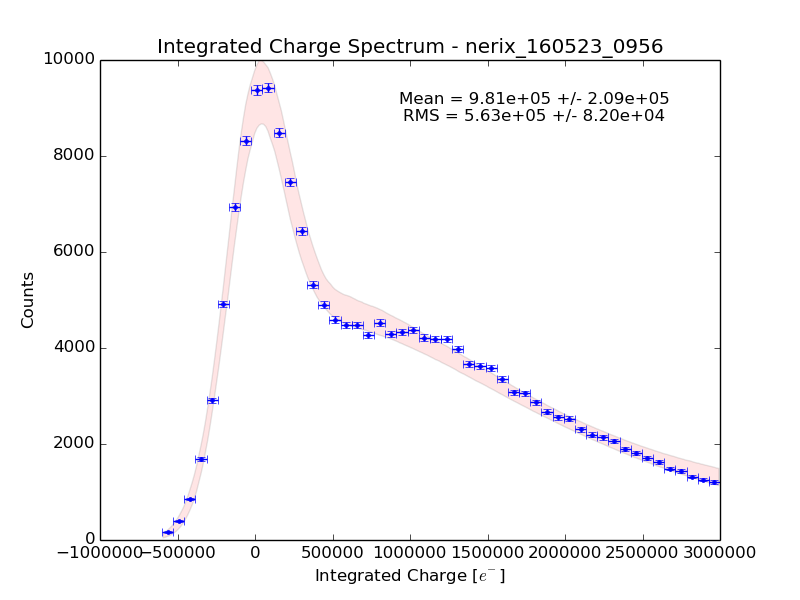 Integrated Charge Spectrum - nerix_160523_0956
Mean = 9.81e+05 +/- 2.09e+05
RMS = 5.63e+05 +/- 8.20e+04
10000
8000
6000
4000
2000
0
Counts
−1000000 −500000 0 500000 1000000 1500000 2000000 2500000 3000000
Integrated Charge [e⁻]